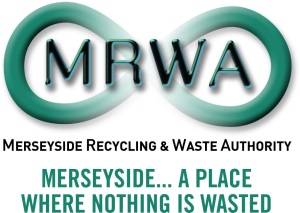 MRWA
MERSEYSIDE RECYCLING & WASTE AUTHORITY
MERSEYSIDE... A PLACE
WHERE NOTHING IS WASTED